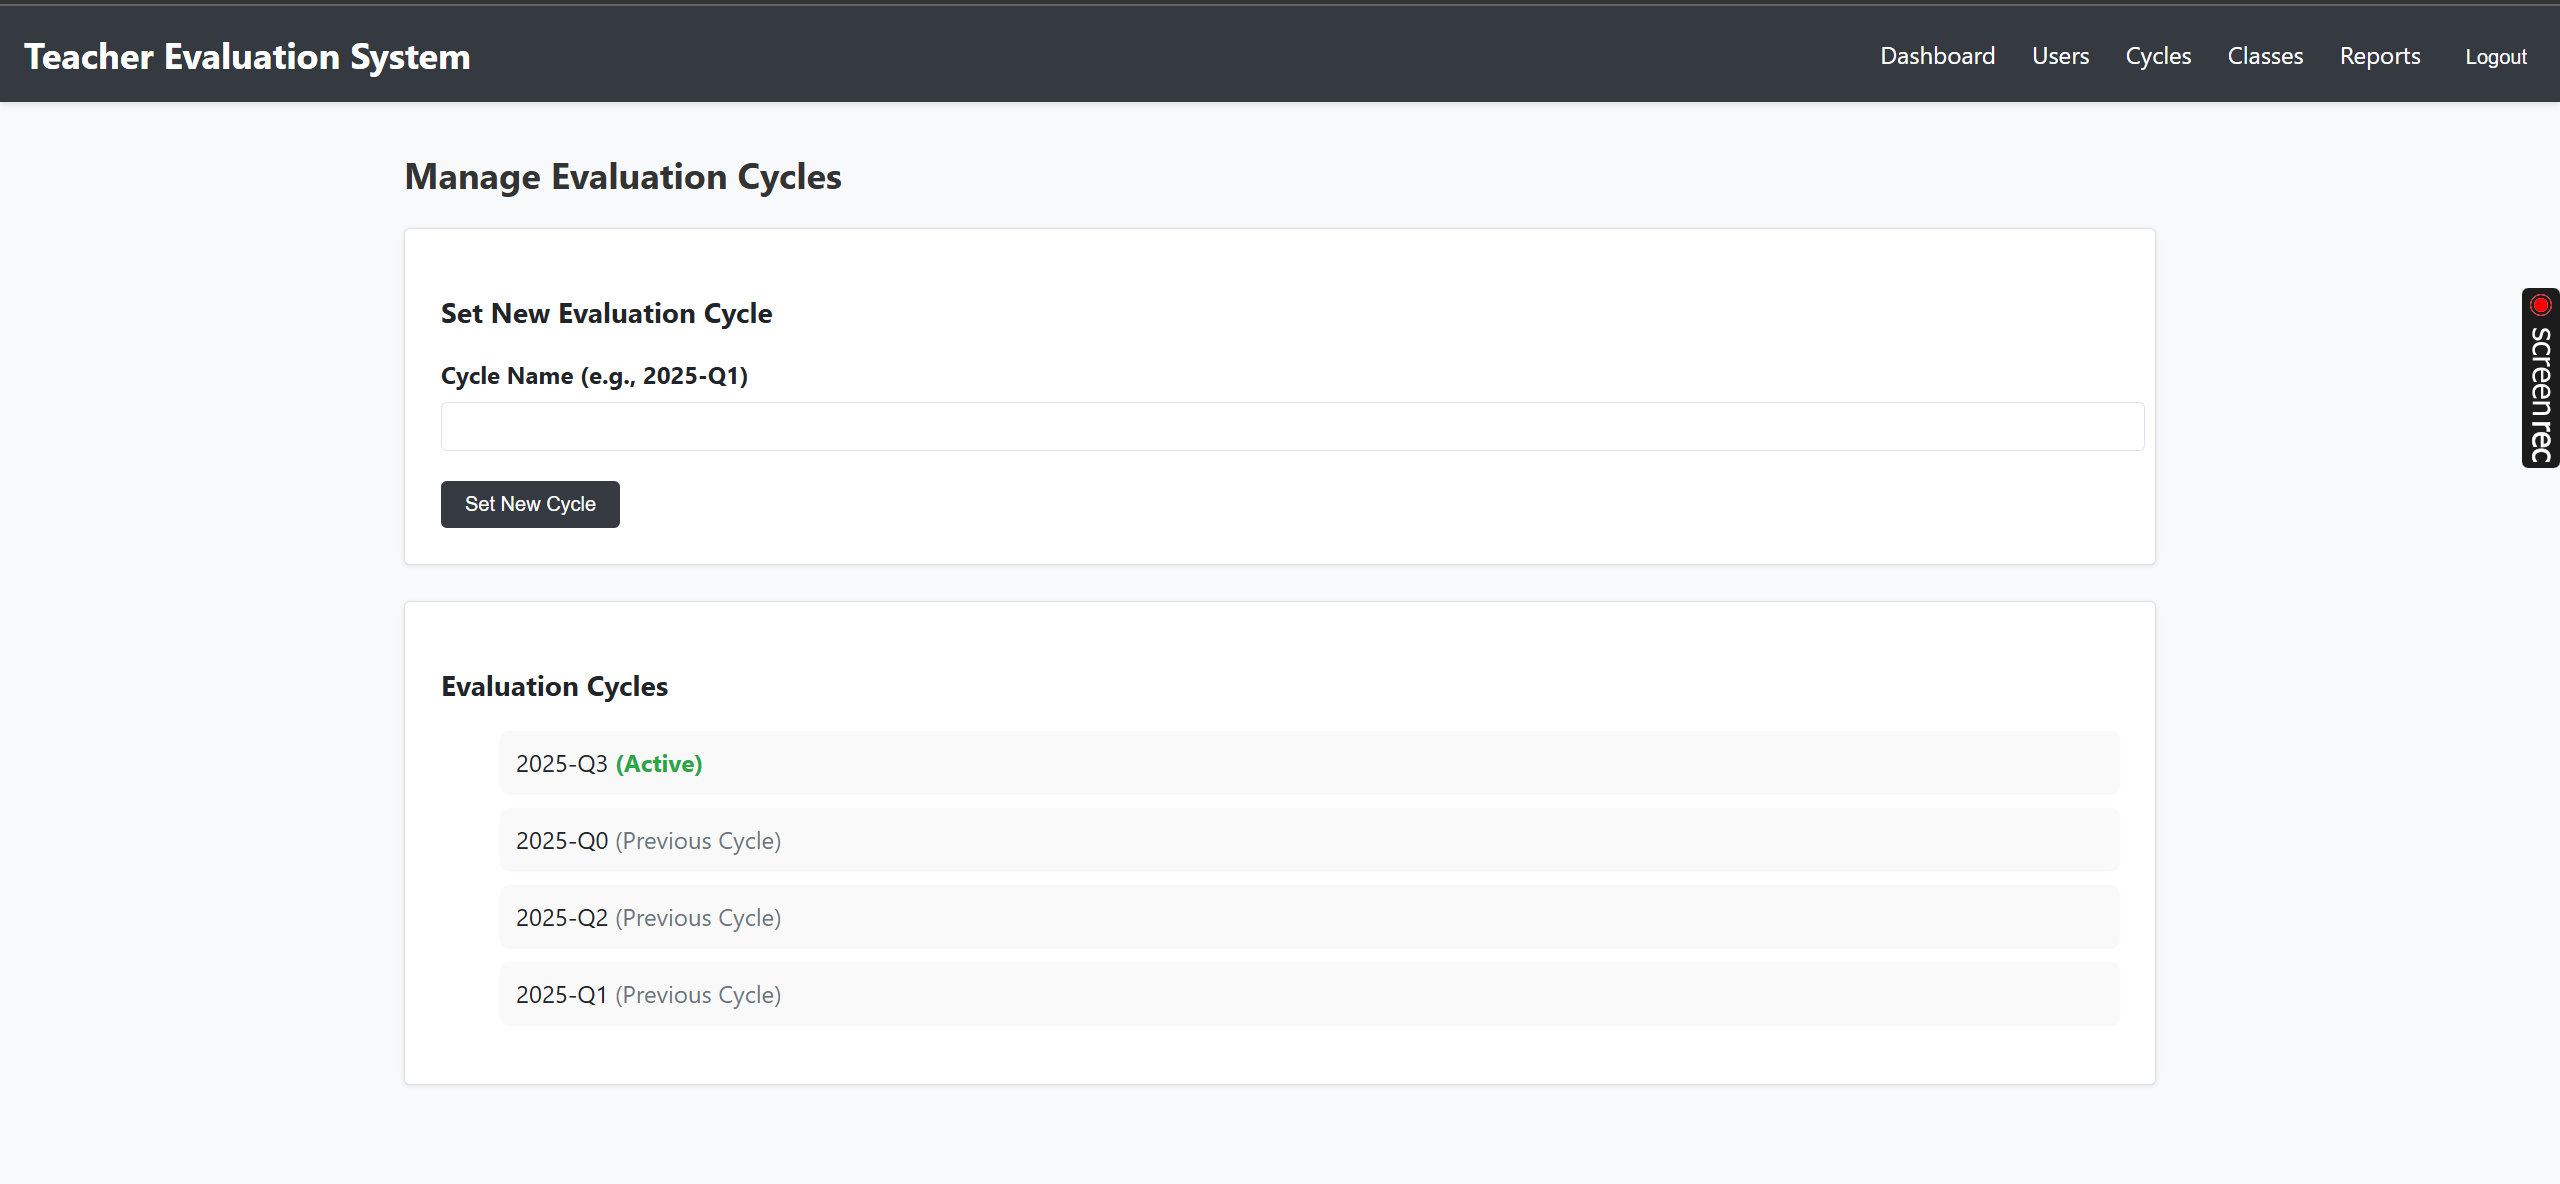 Teacher Evaluation System
Dashboard Users Cycles Classes Reports Logout
Manage Evaluation Cycles
Set New Evaluation Cycle
Cycle Name (e.g., 2025-Q1)
Set New Cycle
Evaluation Cycles
2025-Q3 (Active)
2025-Q0 (Previous Cycle)
2025-Q2 (Previous Cycle)
2025-Q1 (Previous Cycle)
screen rec